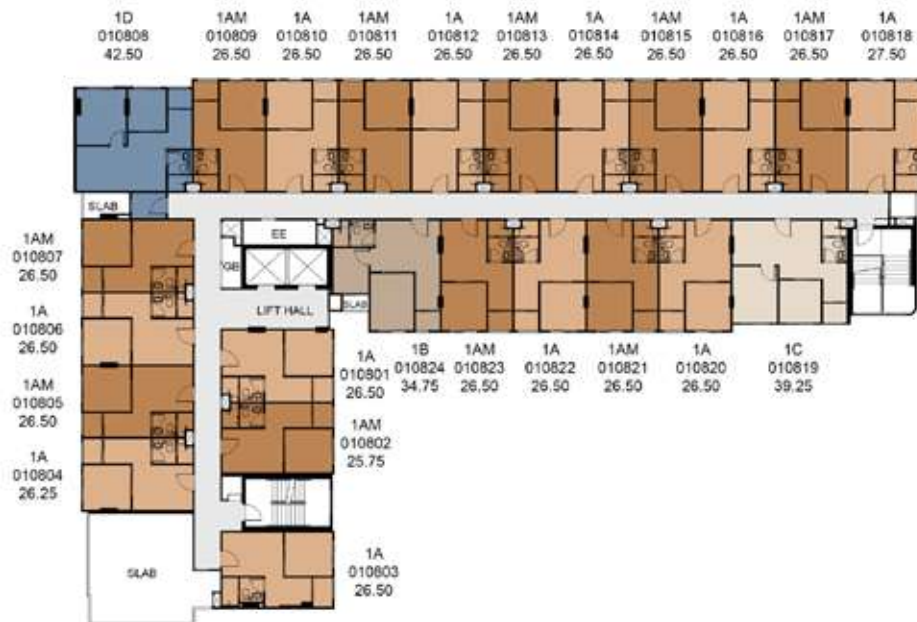 1D
010808
42.50
1AM
010809
26.50
1A
010810
26.50
1AM
010811
26.50
1A
010812
26.50
1AM
010813
26.50
1A
010814
26.50
1AM
010815
26.50
1A
010816
26.50
1AM
010817
26.50
1A
010818
27.50
SLAB
EE
GB
LIFT HALL
SLAB
1AM
010807
26.50
1A
010806
26.50
1AM
010805
26.50
1A
010804
26.25
1A
010801
26.50
1AM
010802
25.75
1B
010824
34.75
1AM
010823
26.50
1A
010822
26.50
1AM
010821
26.50
1A
010820
26.50
1C
010819
39.25
SLAB
1A
010803
26.50